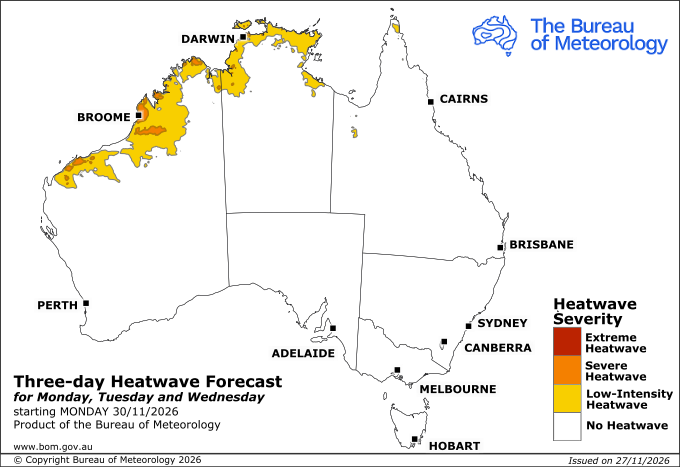 The Bureau
of Meteorology
DARWIN
CAIRNS
BROOME
BRISBANE
PERTH
SYDNEY
CANBERRA
ADELAIDE
MELBOURNE
HOBART
Heatwave
Severity
Extreme
Heatwave
Severe
Heatwave
Low-Intensity
Heatwave
No Heatwave
Three-day Heatwave Forecast
for Monday, Tuesday and Wednesday
starting MONDAY 30/11/2026
Product of the Bureau of Meteorology
www.bom.gov.au
© Copyright Bureau of Meteorology 2026
Issued on 27/11/2026